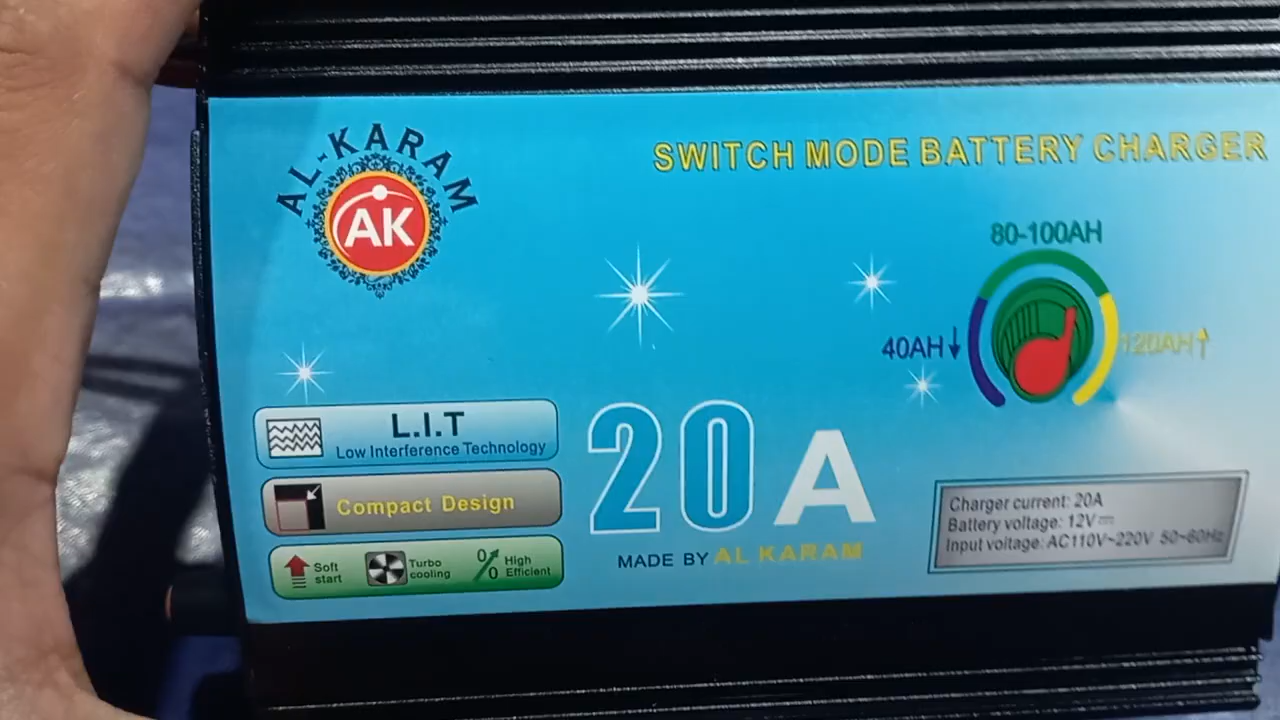 AL-KARAM
AK
SWITCH MODE BATTERY CHARGER
80-100AH
40AH↓
120AH↑
L.I.T
Low Interference Technology
Compact Design
Soft
start
Turbo
cooling
0/0
High
Efficient
20A
MADE BY AL KARAM
Charger current: 20A
Battery voltage: 12V⎓
Input voltage: AC110V~220V 50~60Hz